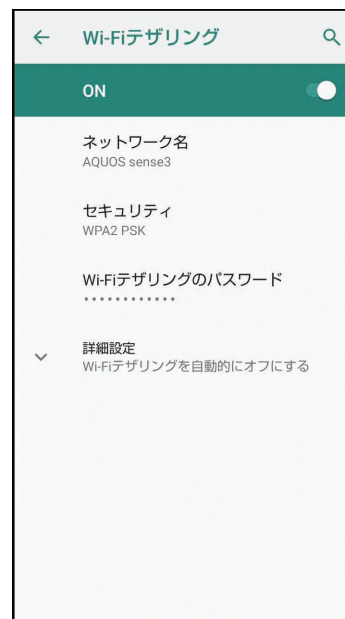 Wi-Fiテザリング
ON
ネットワーク名
AQUOS sense3
セキュリティ
WPA2 PSK
Wi-Fiテザリングのパスワード
••••••••••••
詳細設定
Wi-Fiテザリングを自動的にオフにする